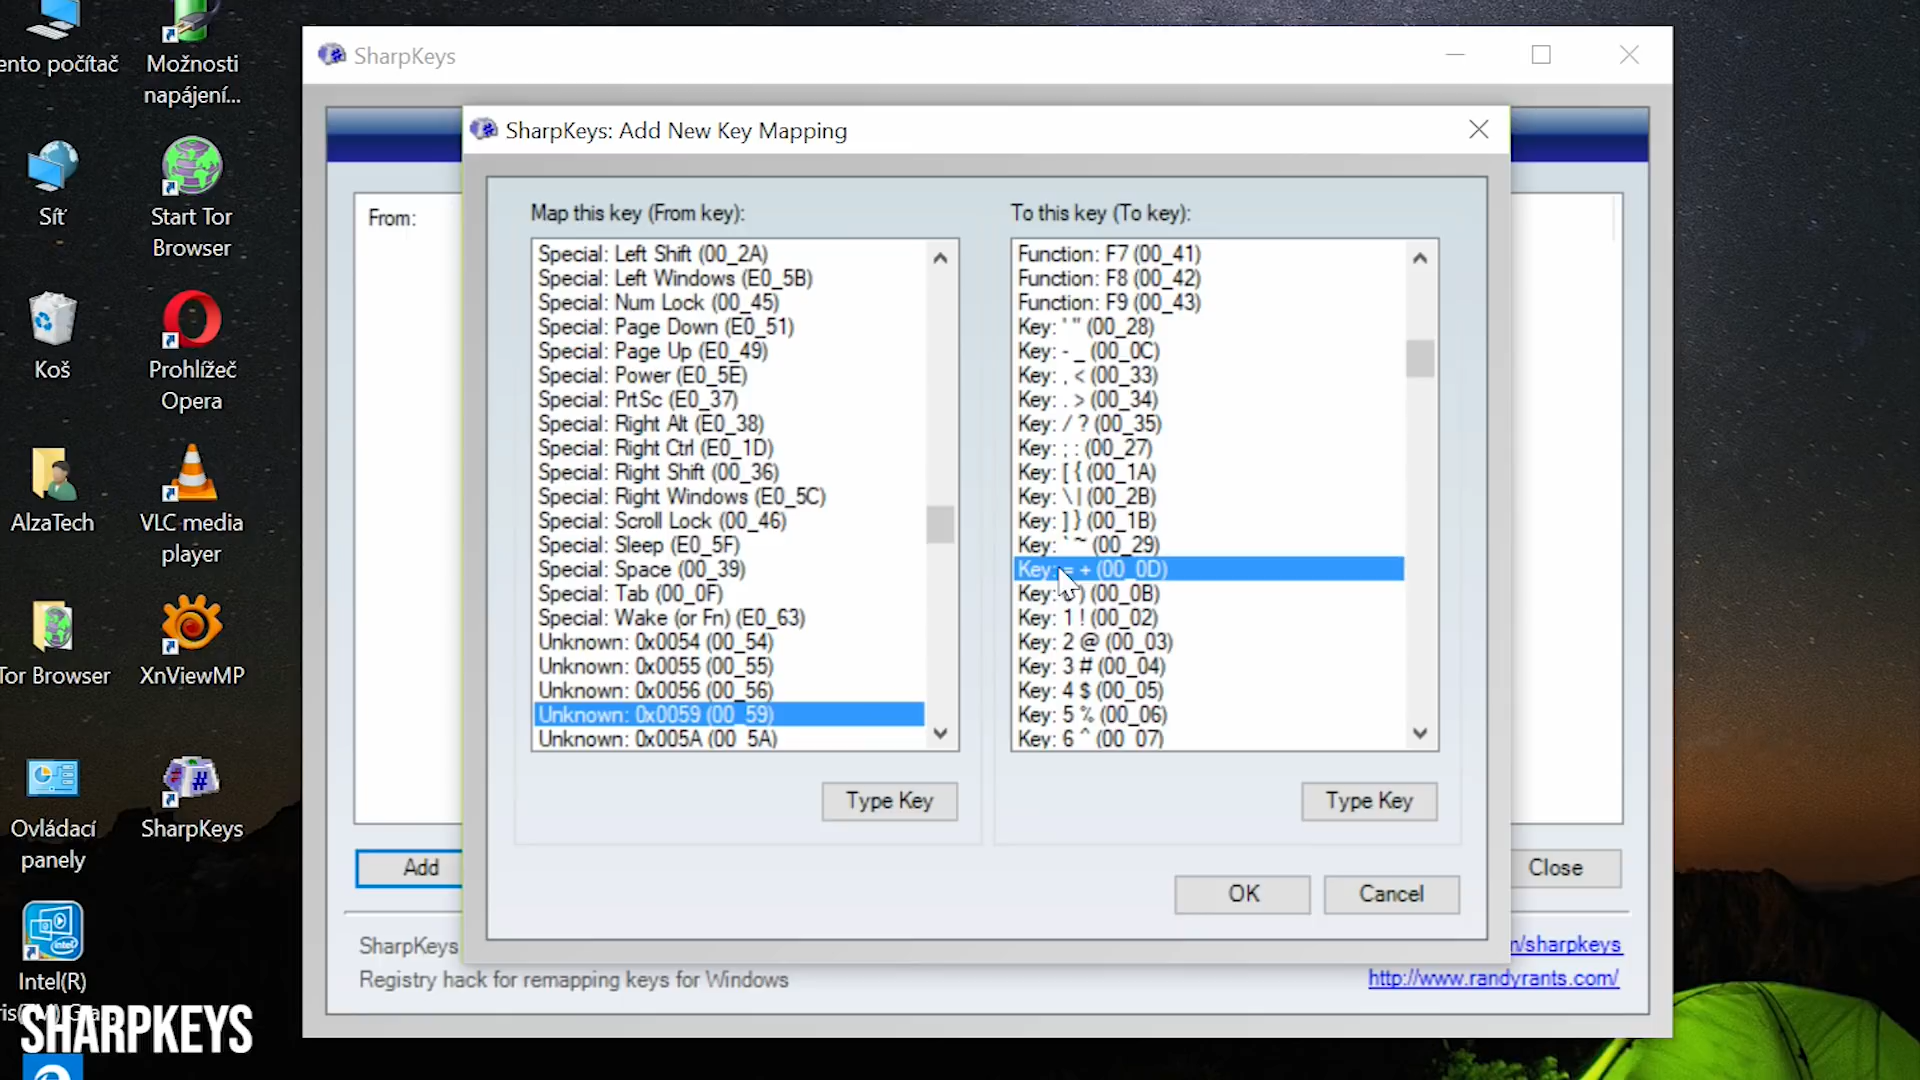 ento počítač
Možnosti
napájení...
Síť
Start Tor
Browser
Koš
Prohlížeč
Opera
AlzaTech
VLC media
player
Tor Browser
XnViewMP
Ovládací
panely
SharpKeys
Intel(R)
SHARPKEYS
SharpKeys
From:
Add
Close
SharpKeys
Registry hack for remapping keys for Windows
m/sharpkeys
http://www.randyrants.com/
SharpKeys: Add New Key Mapping
Map this key (From key):
Special: Left Shift (00_2A)
Special: Left Windows (E0_5B)
Special: Num Lock (00_45)
Special: Page Down (E0_51)
Special: Page Up (E0_49)
Special: Power (E0_5E)
Special: PrtSc (E0_37)
Special: Right Alt (E0_38)
Special: Right Ctrl (E0_1D)
Special: Right Shift (00_36)
Special: Right Windows (E0_5C)
Special: Scroll Lock (00_46)
Special: Sleep (E0_5F)
Special: Space (00_39)
Special: Tab (00_0F)
Special: Wake (or Fn) (E0_63)
Unknown: 0x0054 (00_54)
Unknown: 0x0055 (00_55)
Unknown: 0x0056 (00_56)
Unknown: 0x0059 (00_59)
Unknown: 0x005A (00_5A)
Type Key
To this key (To key):
Function: F7 (00_41)
Function: F8 (00_42)
Function: F9 (00_43)
Key: ' " (00_28)
Key: - _ (00_0C)
Key: , < (00_33)
Key: . > (00_34)
Key: / ? (00_35)
Key: ; : (00_27)
Key: [ { (00_1A)
Key: \ | (00_2B)
Key: ] } (00_1B)
Key: ` ~ (00_29)
Key: = + (00_0D)
Key: ) (00_0B)
Key: 1 ! (00_02)
Key: 2 @ (00_03)
Key: 3 # (00_04)
Key: 4 $ (00_05)
Key: 5 % (00_06)
Key: 6 ^ (00_07)
Type Key
OK
Cancel